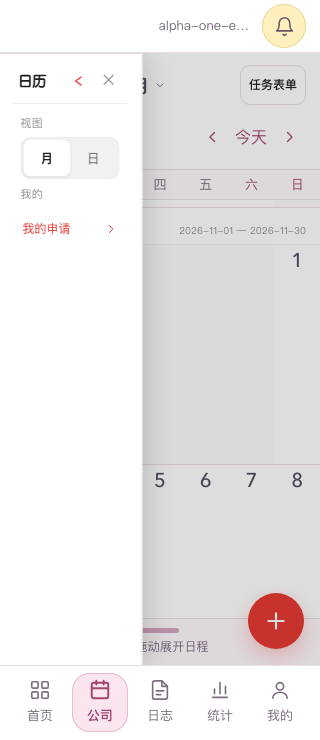 alpha-one-e...
日历
任务表单
视图
今天
月
日
四 五 六 日
我的
我的申请
2026-11-01 — 2026-11-30
1
5 6 7 8
动展开日程
首页 公司 日志 统计 我的